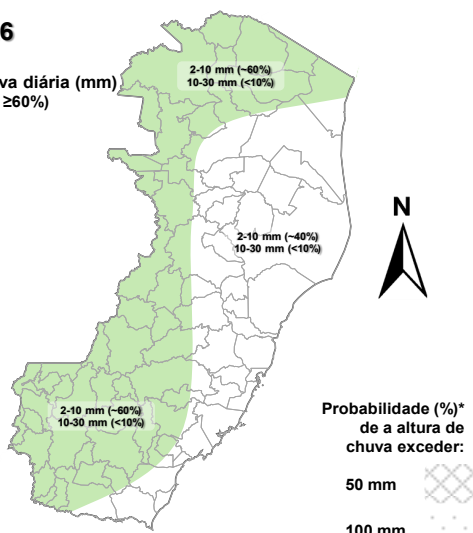 6
va diária (mm)
≥60%)
2-10 mm (~60%)
10-30 mm (<10%)
2-10 mm (~40%)
10-30 mm (<10%)
N
2-10 mm (~60%)
10-30 mm (<10%)
Probabilidade (%)*
de a altura de
chuva exceder:
50 mm
100 mm